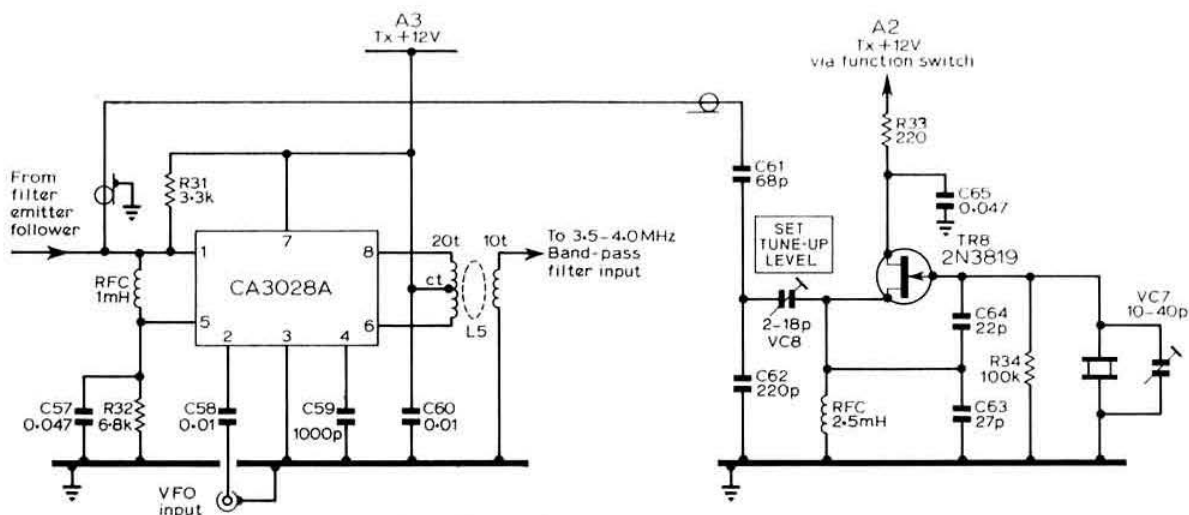 A3
Tx +12V
A2
Tx +12V
via function switch
R33
220
C61
68p
C65
0.047
From
filter
emitter
follower
R31
3.3k
1
7
8
5
2
3
4
6
CA3028A
RFC
1mH
20t
10t
ct
L5
To 3.5-4.0MHz
Band-pass
filter input
SET
TUNE-UP
LEVEL
TR8
2N3819
2-18p
VC8
C64
22p
VC7
10-40p
R34
100k
C57
0.047
R32
6.8k
C58
0.01
C59
1000p
C60
0.01
C62
220p
RFC
2.5mH
C63
27p
VFO
input